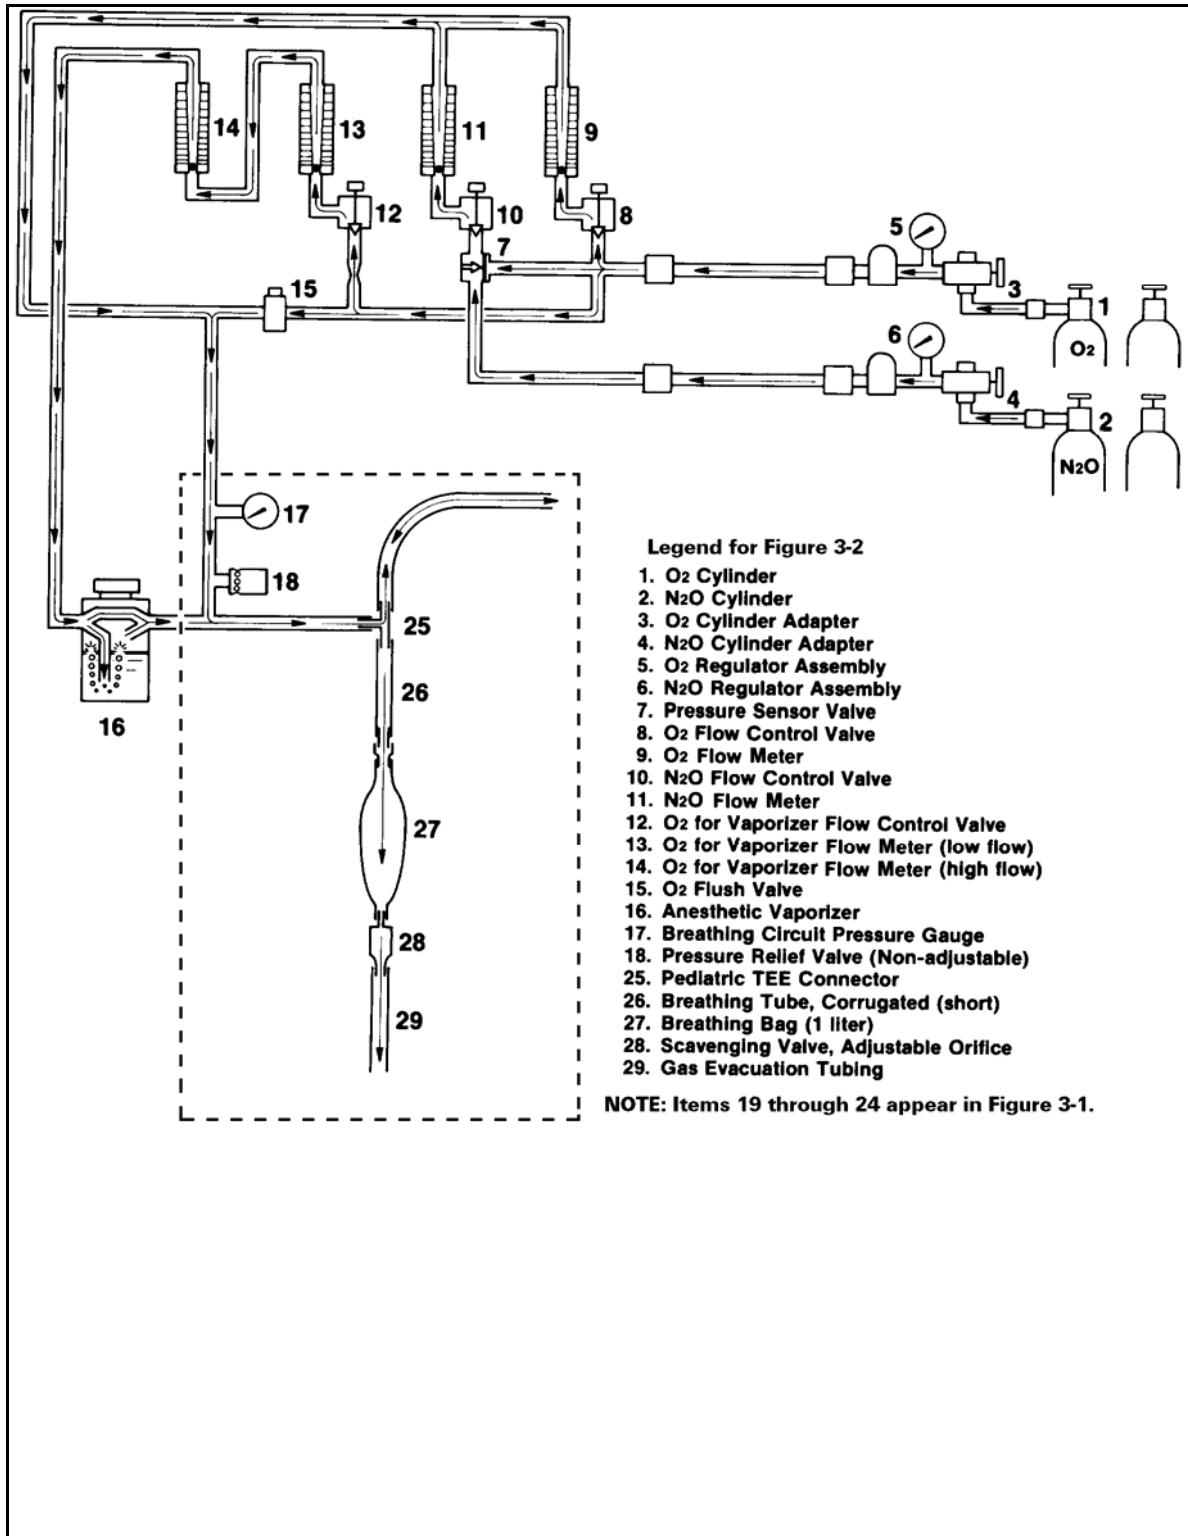 14
13
11
9
12
10
8
7
5
15
3
1
O2
6
4
2
N2O
17
18
25
26
16
27
28
29
Legend for Figure 3-2
1. O2 Cylinder
2. N2O Cylinder
3. O2 Cylinder Adapter
4. N2O Cylinder Adapter
5. O2 Regulator Assembly
6. N2O Regulator Assembly
7. Pressure Sensor Valve
8. O2 Flow Control Valve
9. O2 Flow Meter
10. N2O Flow Control Valve
11. N2O Flow Meter
12. O2 for Vaporizer Flow Control Valve
13. O2 for Vaporizer Flow Meter (low flow)
14. O2 for Vaporizer Flow Meter (high flow)
15. O2 Flush Valve
16. Anesthetic Vaporizer
17. Breathing Circuit Pressure Gauge
18. Pressure Relief Valve (Non-adjustable)
25. Pediatric TEE Connector
26. Breathing Tube, Corrugated (short)
27. Breathing Bag (1 liter)
28. Scavenging Valve, Adjustable Orifice
29. Gas Evacuation Tubing
NOTE: Items 19 through 24 appear in Figure 3-1.